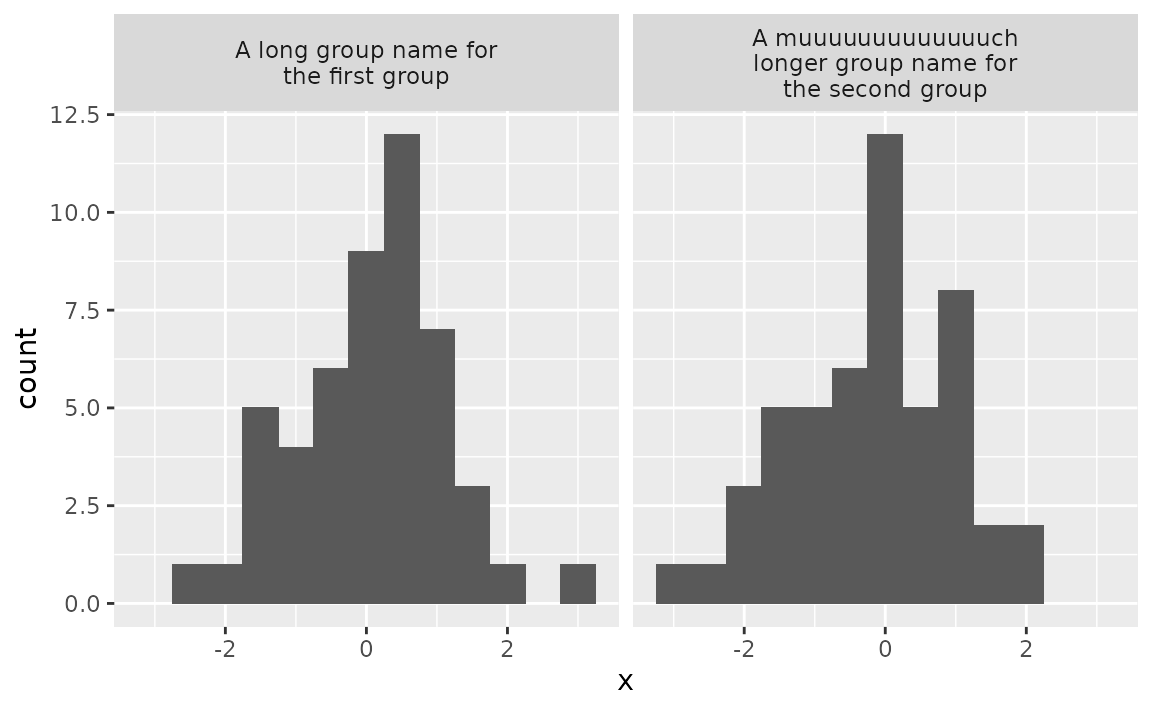 A long group name for
the first group
A muuuuuuuuuuuuuch
longer group name for
the second group
12.5
10.0
7.5
5.0
2.5
0.0
count
-2
0
2
-2
0
2
x